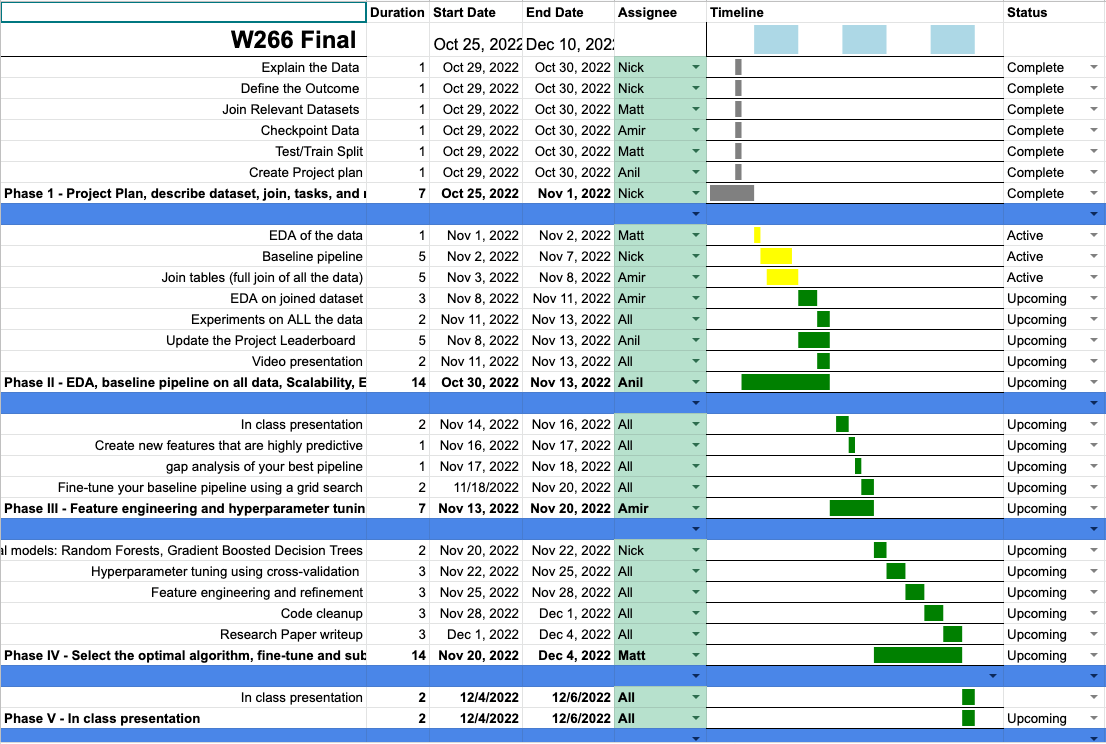 Duration Start Date End Date Assignee Timeline Status
W266 Final Oct 25, 2022 Dec 10, 202
Explain the Data 1 Oct 29, 2022 Oct 30, 2022 Nick Complete
Define the Outcome 1 Oct 29, 2022 Oct 30, 2022 Nick Complete
Join Relevant Datasets 1 Oct 29, 2022 Oct 30, 2022 Matt Complete
Checkpoint Data 1 Oct 29, 2022 Oct 30, 2022 Amir Complete
Test/Train Split 1 Oct 29, 2022 Oct 30, 2022 Matt Complete
Create Project plan 1 Oct 29, 2022 Oct 30, 2022 Anil Complete
Phase 1 - Project Plan, describe dataset, join, tasks, and 7 Oct 25, 2022 Nov 1, 2022 Nick Complete
EDA of the data 1 Nov 1, 2022 Nov 2, 2022 Matt Active
Baseline pipeline 5 Nov 2, 2022 Nov 7, 2022 Nick Active
Join tables (full join of all the data) 5 Nov 3, 2022 Nov 8, 2022 Amir Active
EDA on joined dataset 3 Nov 8, 2022 Nov 11, 2022 Amir Upcoming
Experiments on ALL the data 2 Nov 11, 2022 Nov 13, 2022 All Upcoming
Update the Project Leaderboard 5 Nov 8, 2022 Nov 13, 2022 Anil Upcoming
Video presentation 2 Nov 11, 2022 Nov 13, 2022 All Upcoming
Phase II - EDA, baseline pipeline on all data, Scalability, E 14 Oct 30, 2022 Nov 13, 2022 Anil Upcoming
In class presentation 2 Nov 14, 2022 Nov 16, 2022 All Upcoming
Create new features that are highly predictive 1 Nov 16, 2022 Nov 17, 2022 All Upcoming
gap analysis of your best pipeline 1 Nov 17, 2022 Nov 18, 2022 All Upcoming
Fine-tune your baseline pipeline using a grid search 2 11/18/2022 Nov 20, 2022 All Upcoming
Phase III - Feature engineering and hyperparameter tunin 7 Nov 13, 2022 Nov 20, 2022 Amir Upcoming
al models: Random Forests, Gradient Boosted Decision Trees 2 Nov 20, 2022 Nov 22, 2022 Nick Upcoming
Hyperparameter tuning using cross-validation 3 Nov 22, 2022 Nov 25, 2022 All Upcoming
Feature engineering and refinement 3 Nov 25, 2022 Nov 28, 2022 All Upcoming
Code cleanup 3 Nov 28, 2022 Dec 1, 2022 All Upcoming
Research Paper writeup 3 Dec 1, 2022 Dec 4, 2022 All Upcoming
Phase IV - Select the optimal algorithm, fine-tune and sub 14 Nov 20, 2022 Dec 4, 2022 Matt Upcoming
In class presentation 2 12/4/2022 12/6/2022 All
Phase V - In class presentation 2 12/4/2022 12/6/2022 All Upcoming